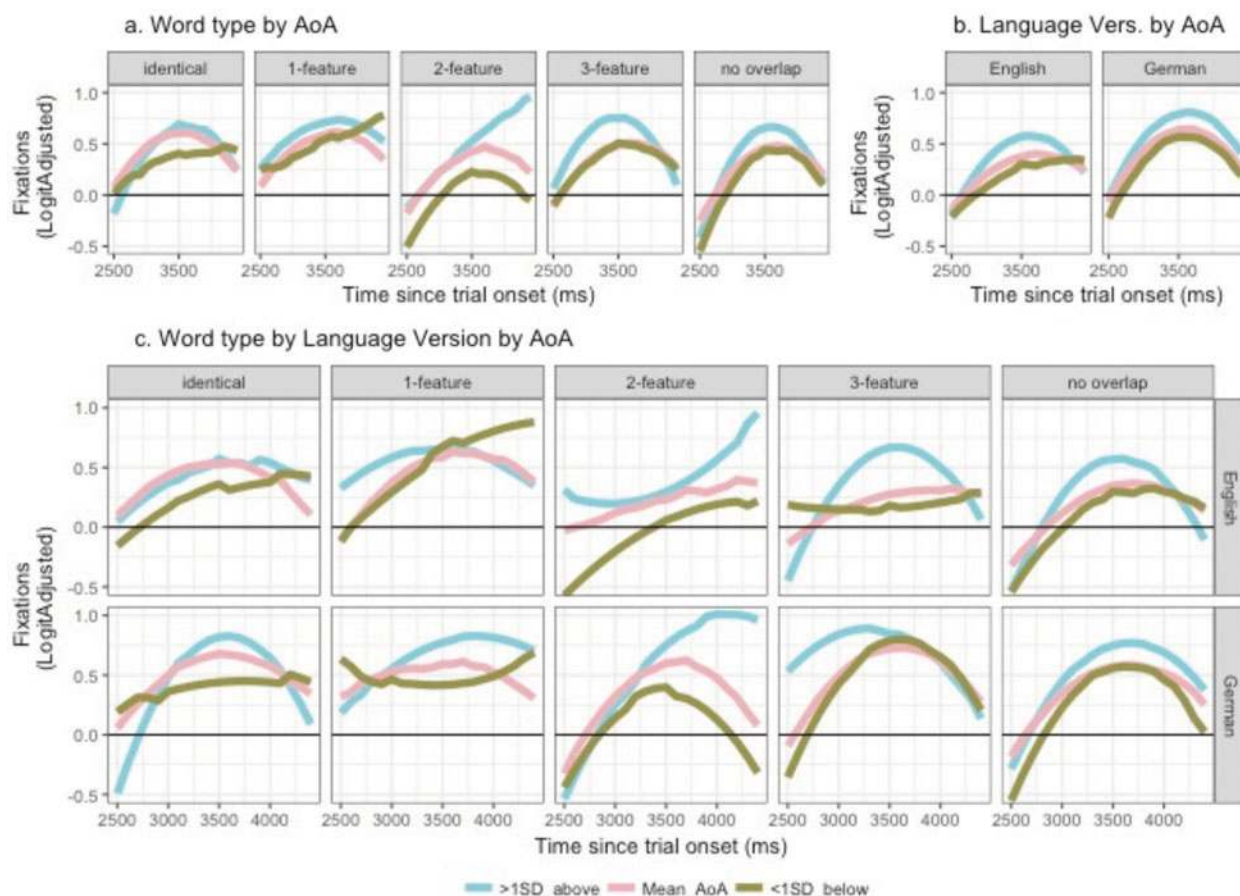 a. Word type by AoA
b. Language Vers. by AoA
identical 1-feature 2-feature 3-feature no overlap
English German
Fixations
(LogitAdjusted)
1.0
0.5
0.0
-0.5
2500 3500 2500 3500 2500 3500 2500 3500 2500 3500
Time since trial onset (ms)
Fixations
(LogitAdjusted)
1.0
0.5
0.0
-0.5
2500 3500 2500 3500
Time since trial onset (ms)
c. Word type by Language Version by AoA
identical 1-feature 2-feature 3-feature no overlap
Fixations
(LogitAdjusted)
1.0
0.5
0.0
-0.5
English
1.0
0.5
0.0
-0.5
German
2500 3000 3500 4000 2500 3000 3500 4000 2500 3000 3500 4000 2500 3000 3500 4000 2500 3000 3500 4000
Time since trial onset (ms)
>1SD_above Mean_AoA <1SD_below